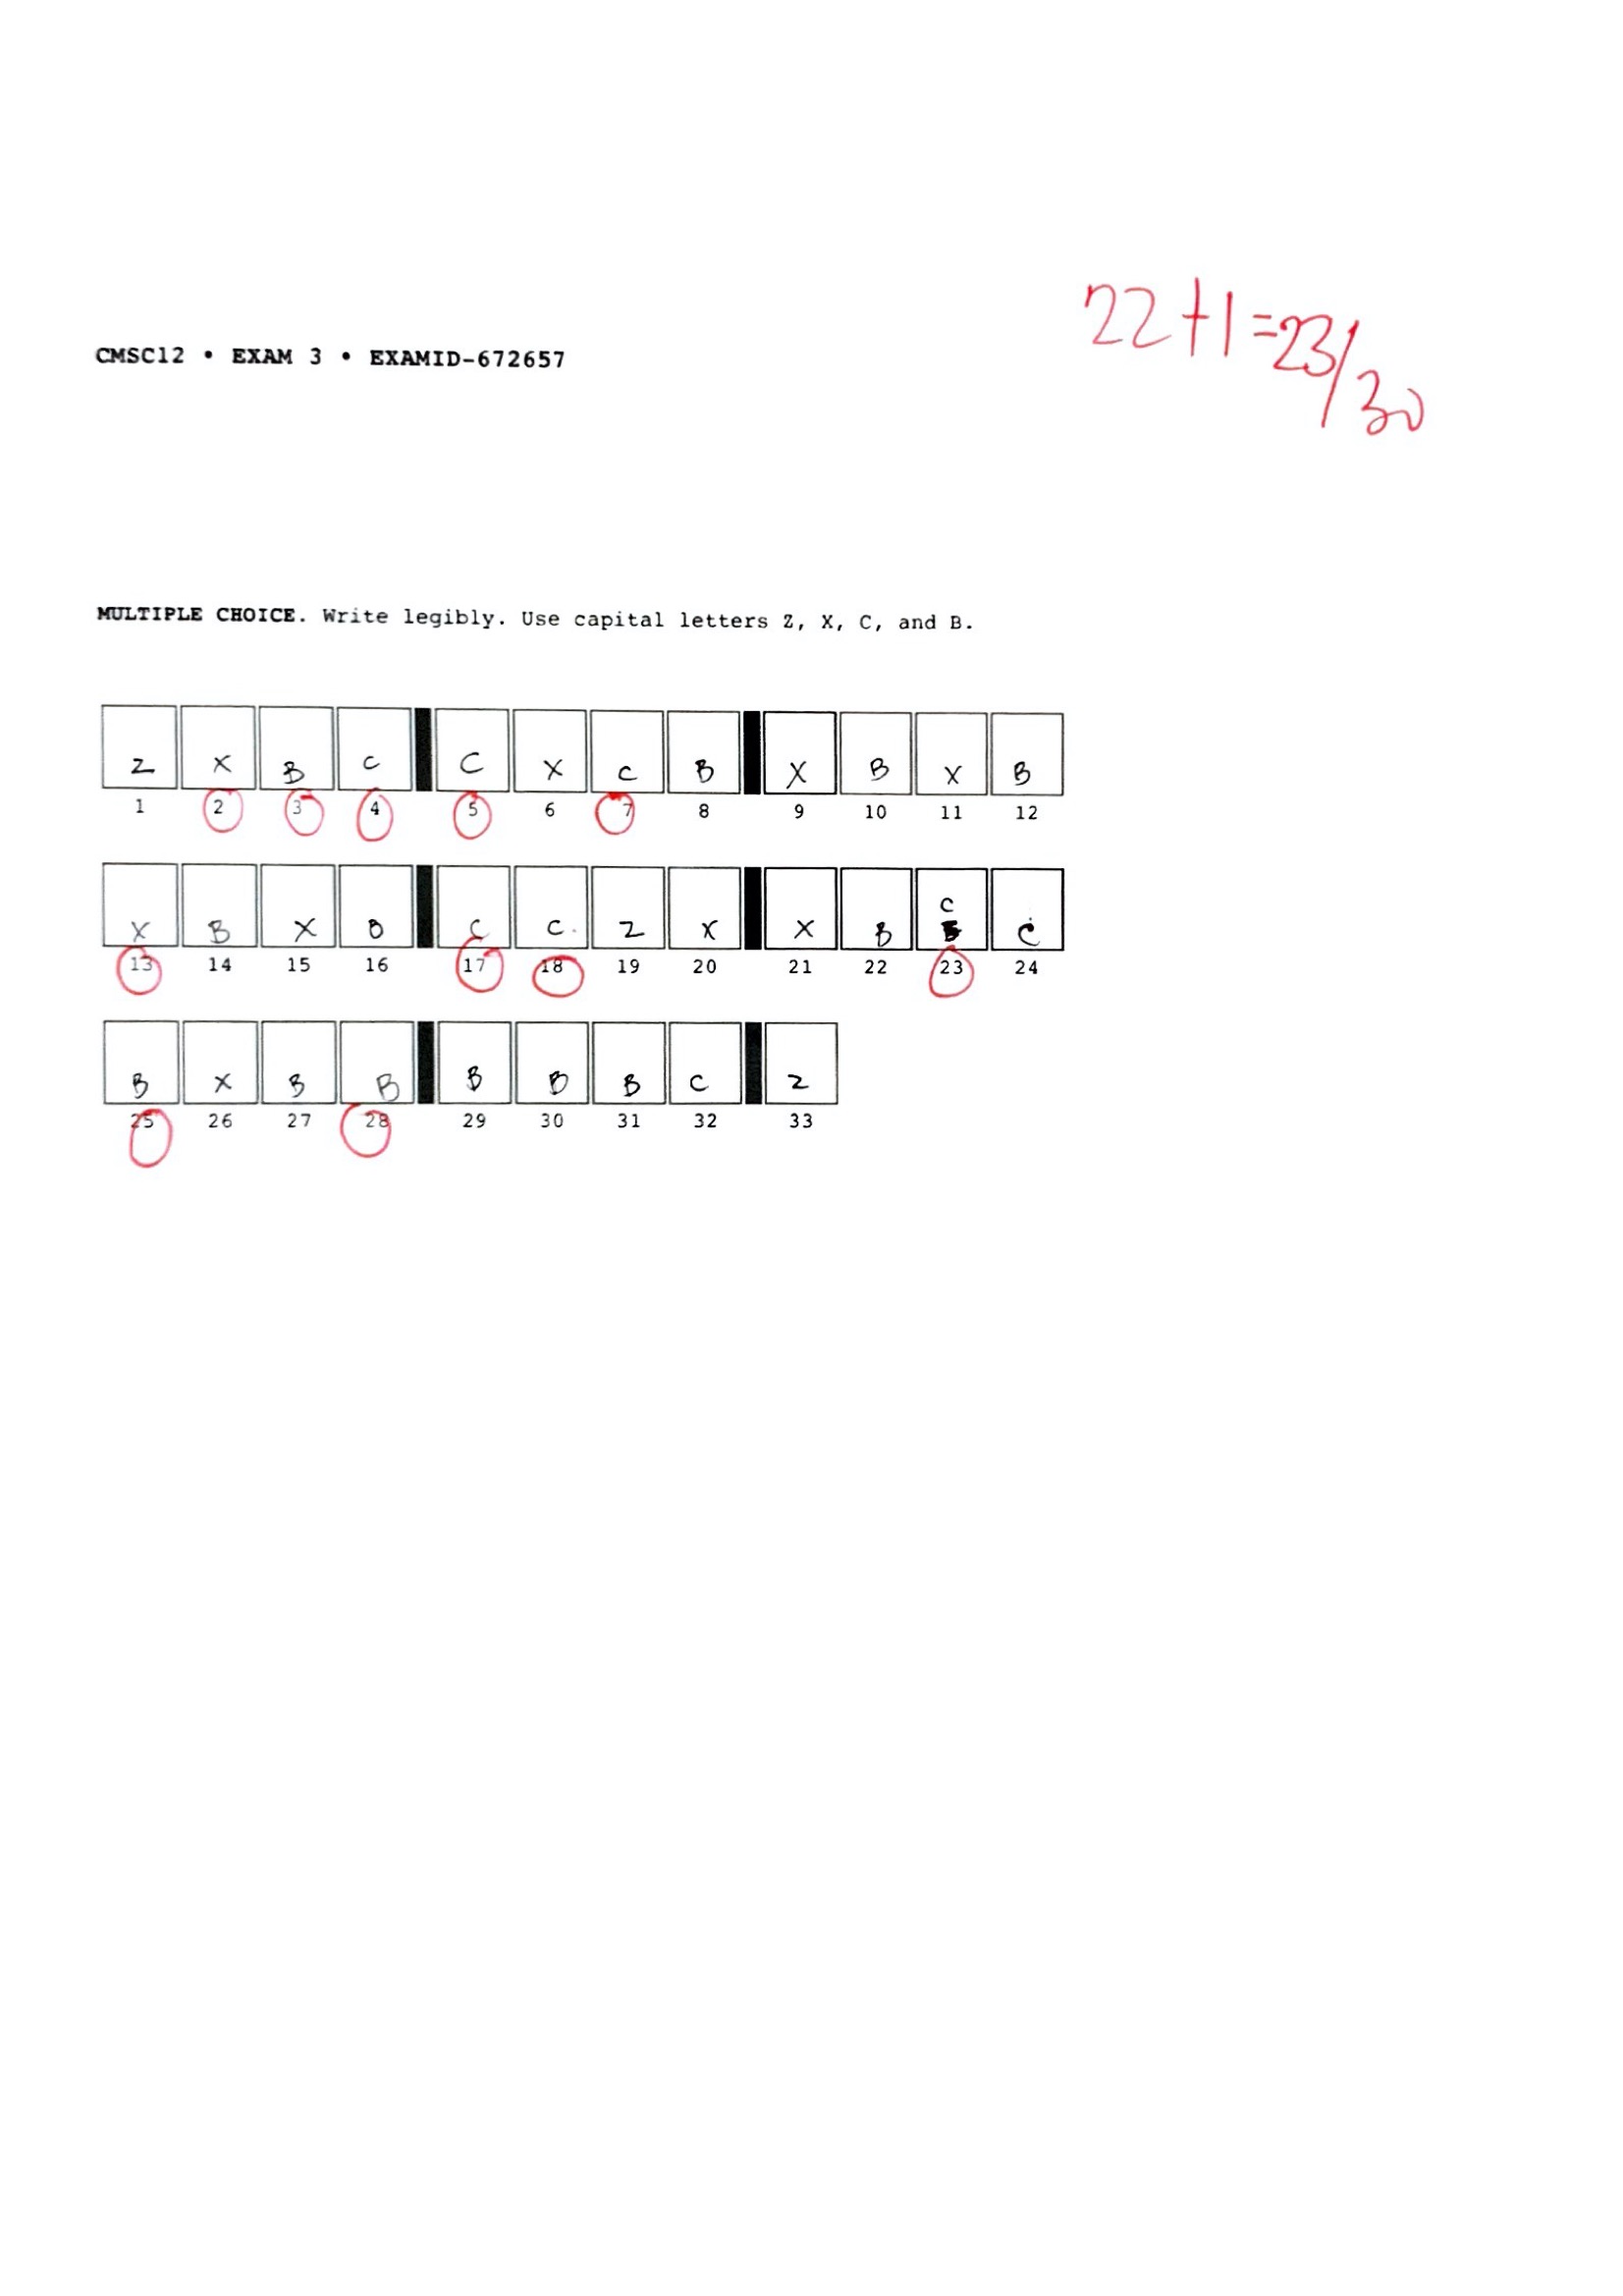 22+1=23/30
CMSC12 • EXAM 3 • EXAMID-672657
MULTIPLE CHOICE. Write legibly. Use capital letters Z, X, C, and B.
Z X B C C X C B X B X B
1 2 3 4 5 6 7 8 9 10 11 12
C
X B X B C C. Z X X B C
13 14 15 16 17 18 19 20 21 22 23 24
B X B B B B B C Z
25 26 27 28 29 30 31 32 33